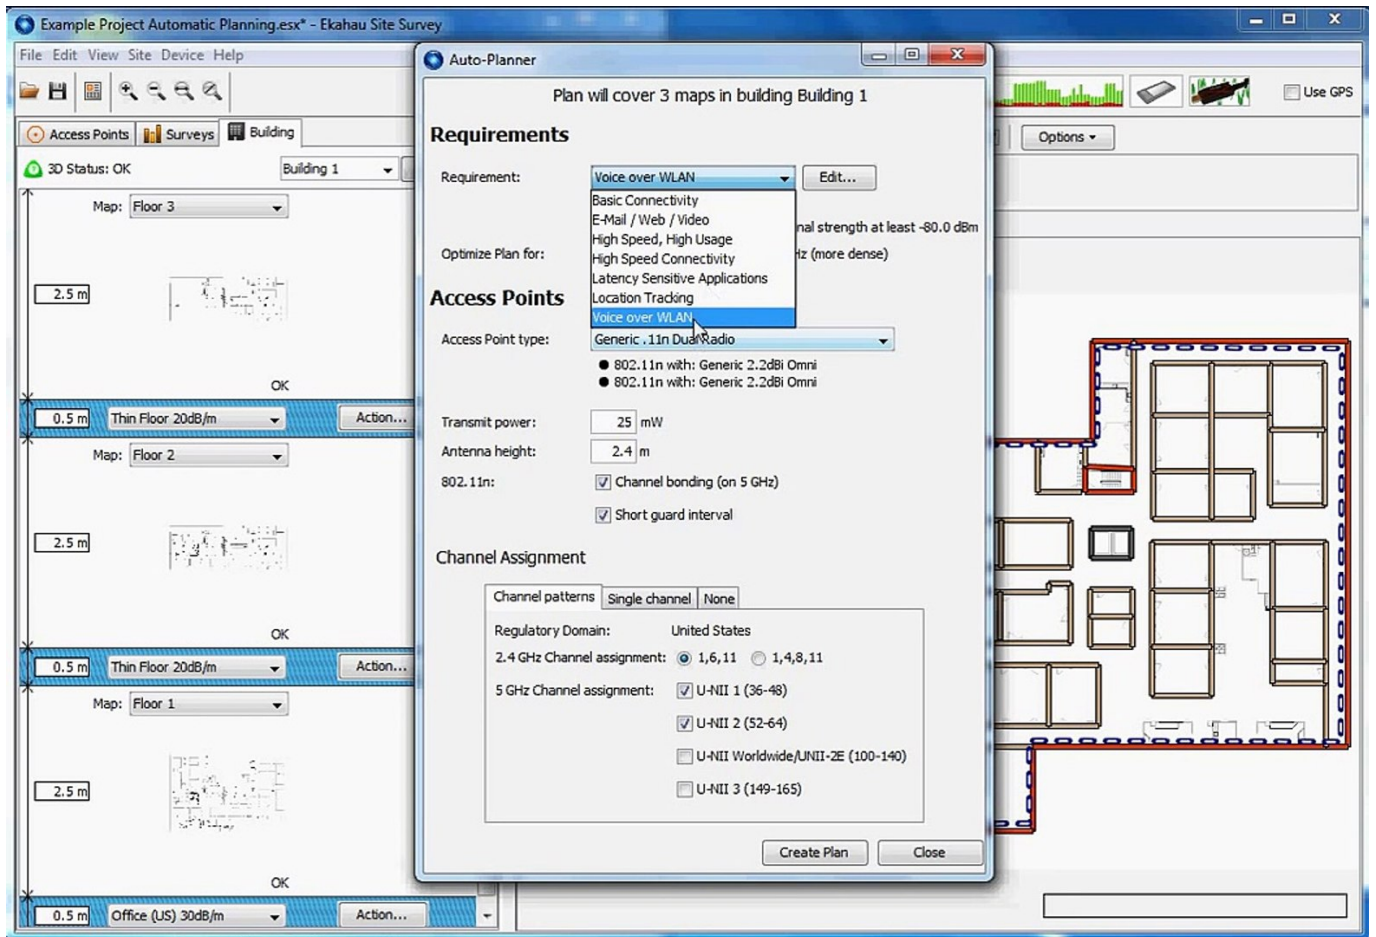 Example Project Automatic Planning.esx* - Ekahau Site Survey
File Edit View Site Device Help
Use GPS
Access Points Surveys Building
Options
3D Status: OK
Building 1
Map: Floor 3
2.5 m
OK
0.5 m Thin Floor 20dB/m Action...
Map: Floor 2
2.5 m
OK
0.5 m Thin Floor 20dB/m Action...
Map: Floor 1
2.5 m
OK
0.5 m Office (US) 30dB/m Action...
Auto-Planner
Plan will cover 3 maps in building Building 1
Requirements
Requirement: Voice over WLAN Edit...
Basic Connectivity
E-Mail / Web / Video
High Speed, High Usage
High Speed Connectivity
Latency Sensitive Applications
Location Tracking
Voice over WLAN
nal strength at least -80.0 dBm
Optimize Plan for: Hz (more dense)
Access Points
Access Point type: Generic .11n Dual Radio
802.11n with: Generic 2.2dBi Omni
802.11n with: Generic 2.2dBi Omni
Transmit power: 25 mW
Antenna height: 2.4 m
802.11n: Channel bonding (on 5 GHz)
Short guard interval
Channel Assignment
Channel patterns Single channel None
Regulatory Domain: United States
2.4 GHz Channel assignment: 1,6,11 1,4,8,11
5 GHz Channel assignment: U-NII 1 (36-48)
U-NII 2 (52-64)
U-NII Worldwide/UNII-2E (100-140)
U-NII 3 (149-165)
Create Plan Close